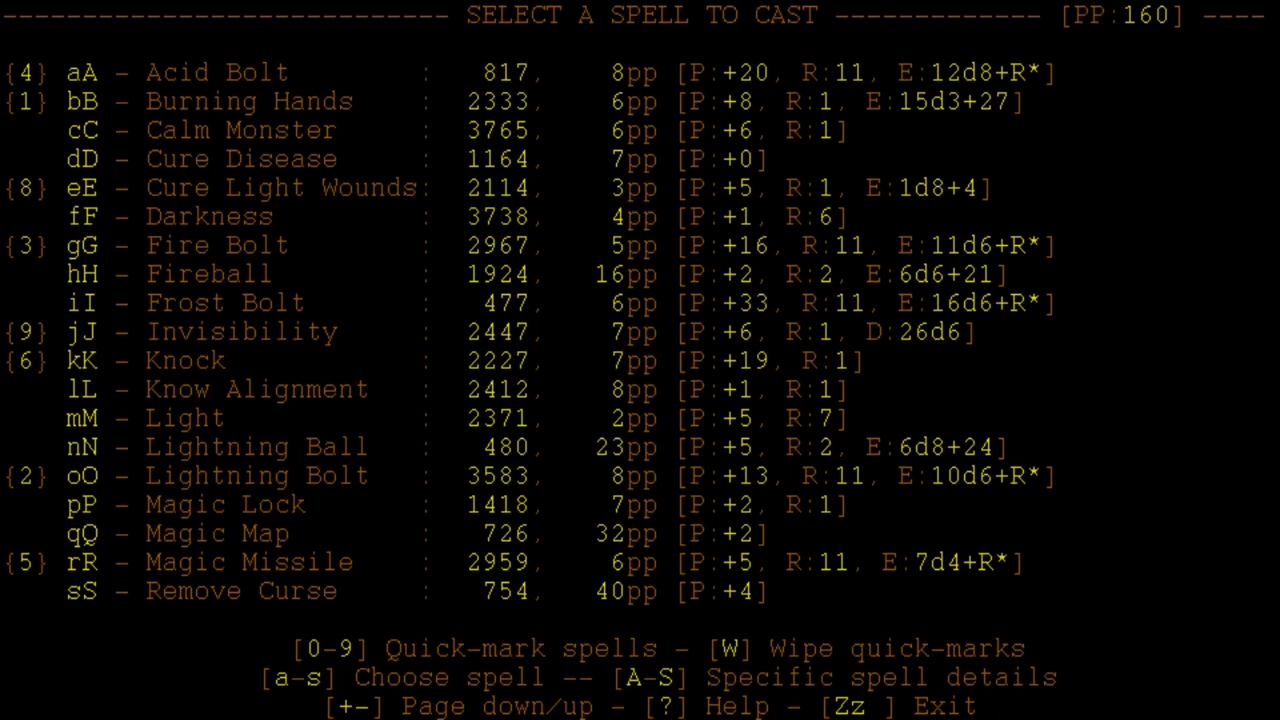 ---------------------------- SELECT A SPELL TO CAST ------------- [PP:160] ----
{4} aA - Acid Bolt : 817, 8pp [P:+20, R:11, E:12d8+R*]
{1} bB - Burning Hands : 2333, 6pp [P:+8, R:1, E:15d3+27]
cC - Calm Monster : 3765, 6pp [P:+6, R:1]
dD - Cure Disease : 1164, 7pp [P:+0]
{8} eE - Cure Light Wounds: 2114, 3pp [P:+5, R:1, E:1d8+4]
fF - Darkness : 3738, 4pp [P:+1, R:6]
{3} gG - Fire Bolt : 2967, 5pp [P:+16, R:11, E:11d6+R*]
hH - Fireball : 1924, 16pp [P:+2, R:2, E:6d6+21]
iI - Frost Bolt : 477, 6pp [P:+33, R:11, E:16d6+R*]
{9} jJ - Invisibility : 2447, 7pp [P:+6, R:1, D:26d6]
{6} kK - Knock : 2227, 7pp [P:+19, R:1]
lL - Know Alignment : 2412, 8pp [P:+1, R:1]
mM - Light : 2371, 2pp [P:+5, R:7]
nN - Lightning Ball : 480, 23pp [P:+5, R:2, E:6d8+24]
{2} oO - Lightning Bolt : 3583, 8pp [P:+13, R:11, E:10d6+R*]
pP - Magic Lock : 1418, 7pp [P:+2, R:1]
qQ - Magic Map : 726, 32pp [P:+2]
{5} rR - Magic Missile : 2959, 6pp [P:+5, R:11, E:7d4+R*]
sS - Remove Curse : 754, 40pp [P:+4]
[0-9] Quick-mark spells - [W] Wipe quick-marks
[a-s] Choose spell -- [A-S] Specific spell details
[+-] Page down/up - [?] Help - [Zz ] Exit